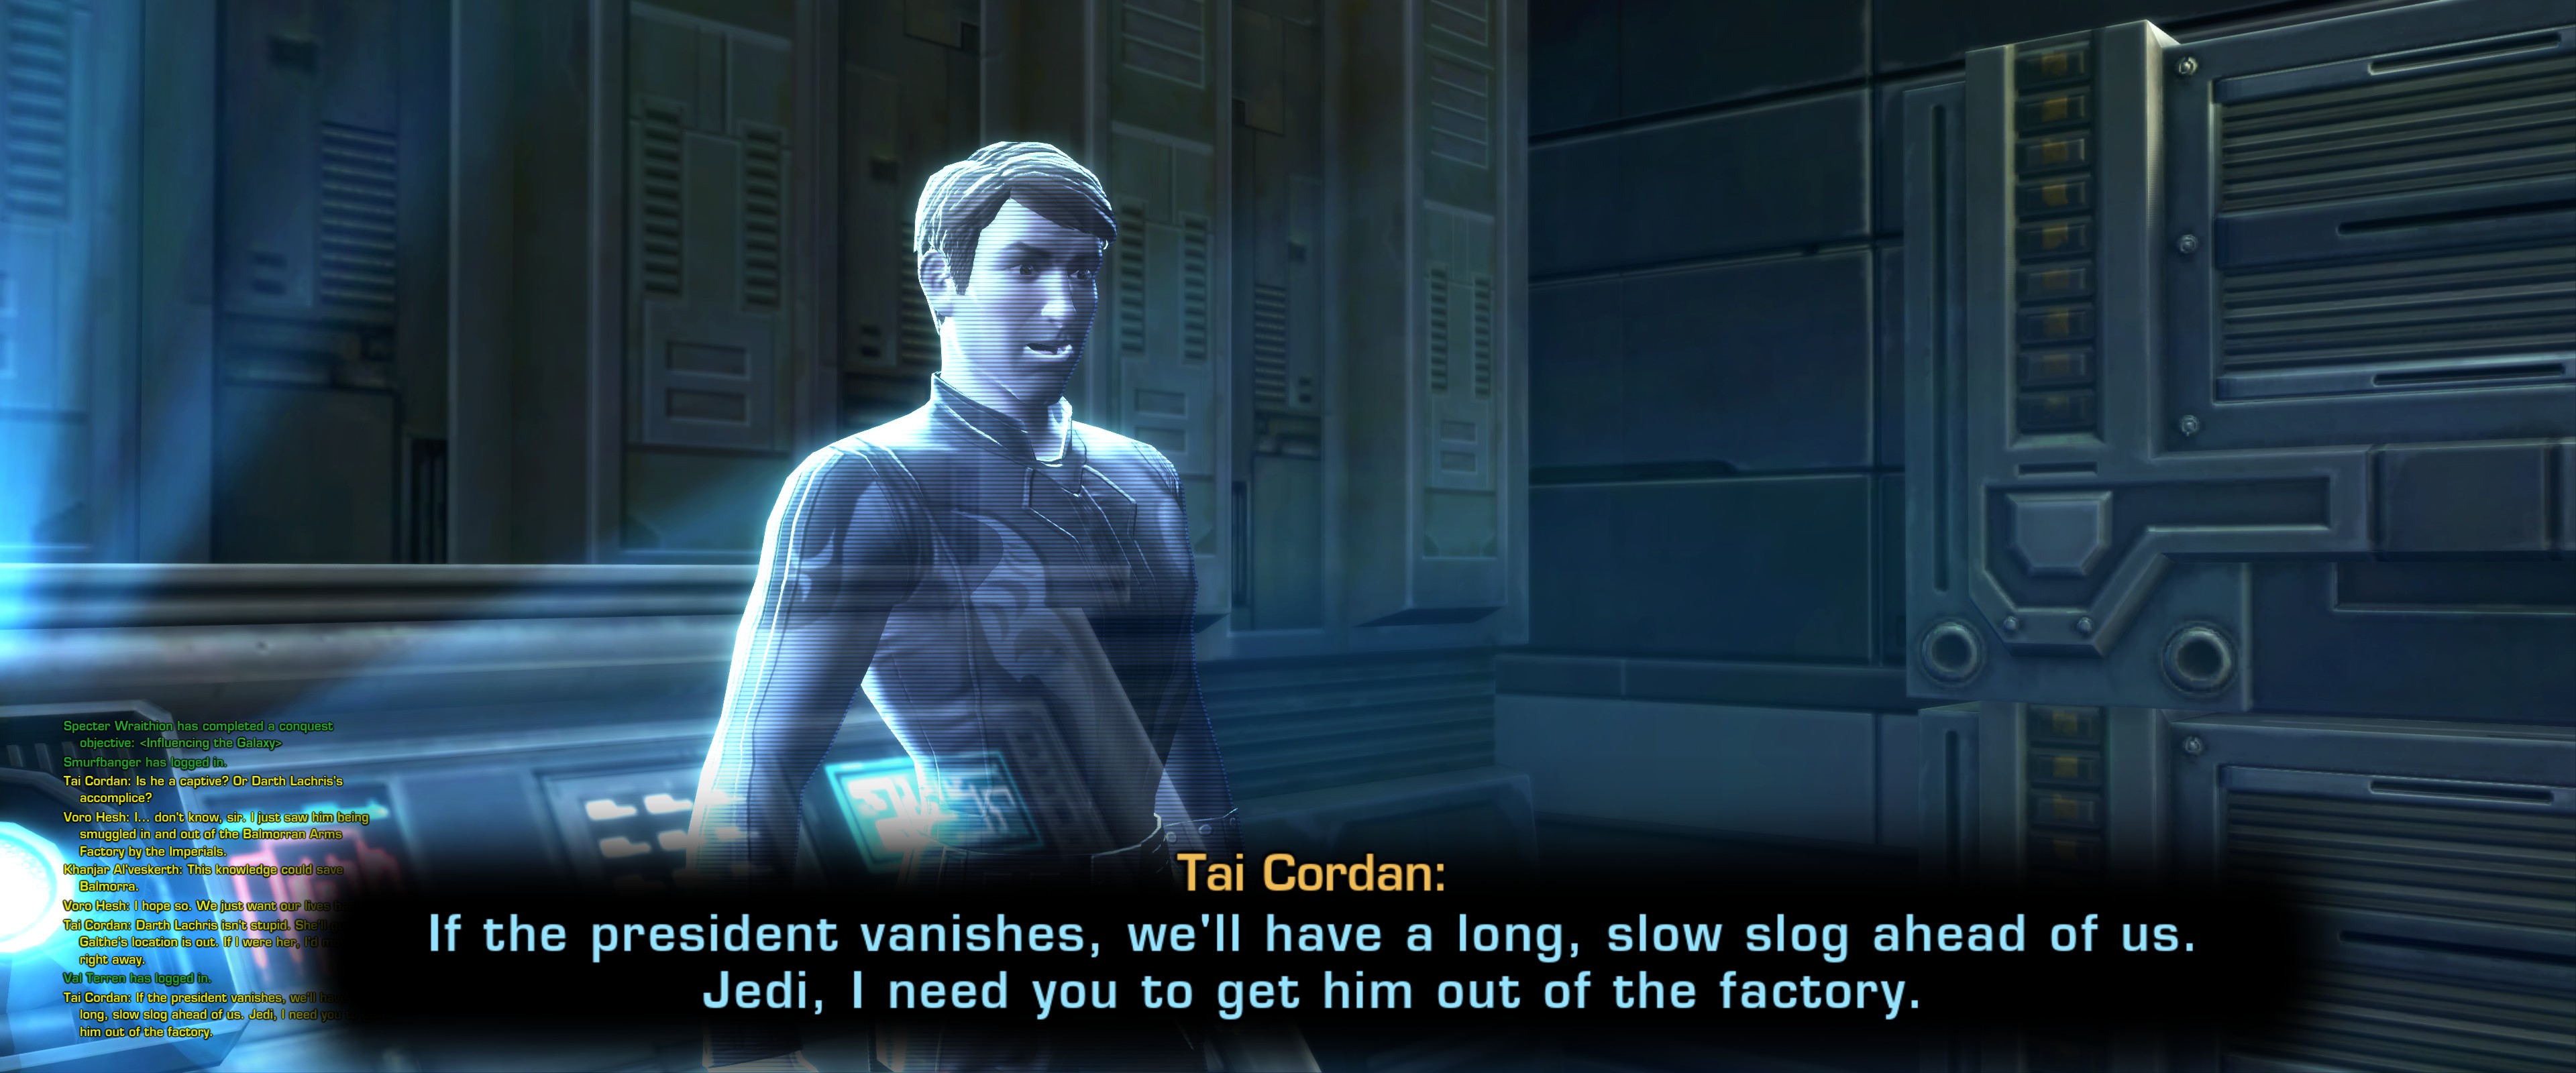 Specter Wraithion has completed a conquest
objective: <Influencing the Galaxy>
Smurfbanger has logged in.
Tai Cordan: Is he a captive? Or Darth Lachris's
accomplice?
Voro Hesh: I... don't know, sir. I just saw him being
smuggled in and out of the Balmorran Arms
Factory by the Imperials.
Khanjar Al'veskerth: This knowledge could save
Balmorra.
Voro Hesh: I hope so. We just want our lives
Tai Cordan: Darth Lachris isn't stupid. She'll
Galthe's location is out. If I were her, I'd
right away.
Val Terren has logged in.
Tai Cordan: If the president vanishes, we'll
long, slow slog ahead of us. Jedi, I need you
him out of the factory.
Tai Cordan:
If the president vanishes, we'll have a long, slow slog ahead of us.
Jedi, I need you to get him out of the factory.